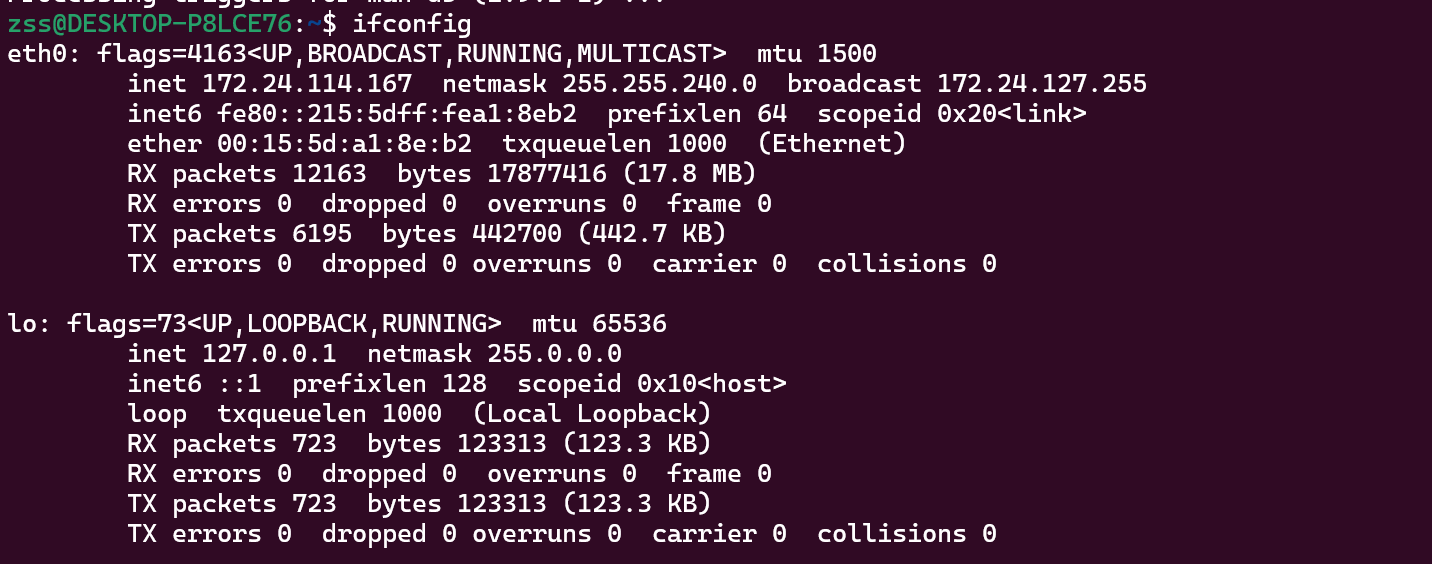 zss@DESKTOP-P8LCE76:~$ ifconfig
eth0: flags=4163<UP,BROADCAST,RUNNING,MULTICAST>  mtu 1500
        inet 172.24.114.167  netmask 255.255.240.0  broadcast 172.24.127.255
        inet6 fe80::215:5dff:fea1:8eb2  prefixlen 64  scopeid 0x20<link>
        ether 00:15:5d:a1:8e:b2  txqueuelen 1000  (Ethernet)
        RX packets 12163  bytes 17877416 (17.8 MB)
        RX errors 0  dropped 0  overruns 0  frame 0
        TX packets 6195  bytes 442700 (442.7 KB)
        TX errors 0  dropped 0 overruns 0  carrier 0  collisions 0

lo: flags=73<UP,LOOPBACK,RUNNING>  mtu 65536
        inet 127.0.0.1  netmask 255.0.0.0
        inet6 ::1  prefixlen 128  scopeid 0x10<host>
        loop  txqueuelen 1000  (Local Loopback)
        RX packets 723  bytes 123313 (123.3 KB)
        RX errors 0  dropped 0  overruns 0  frame 0
        TX packets 723  bytes 123313 (123.3 KB)
        TX errors 0  dropped 0 overruns 0  carrier 0  collisions 0